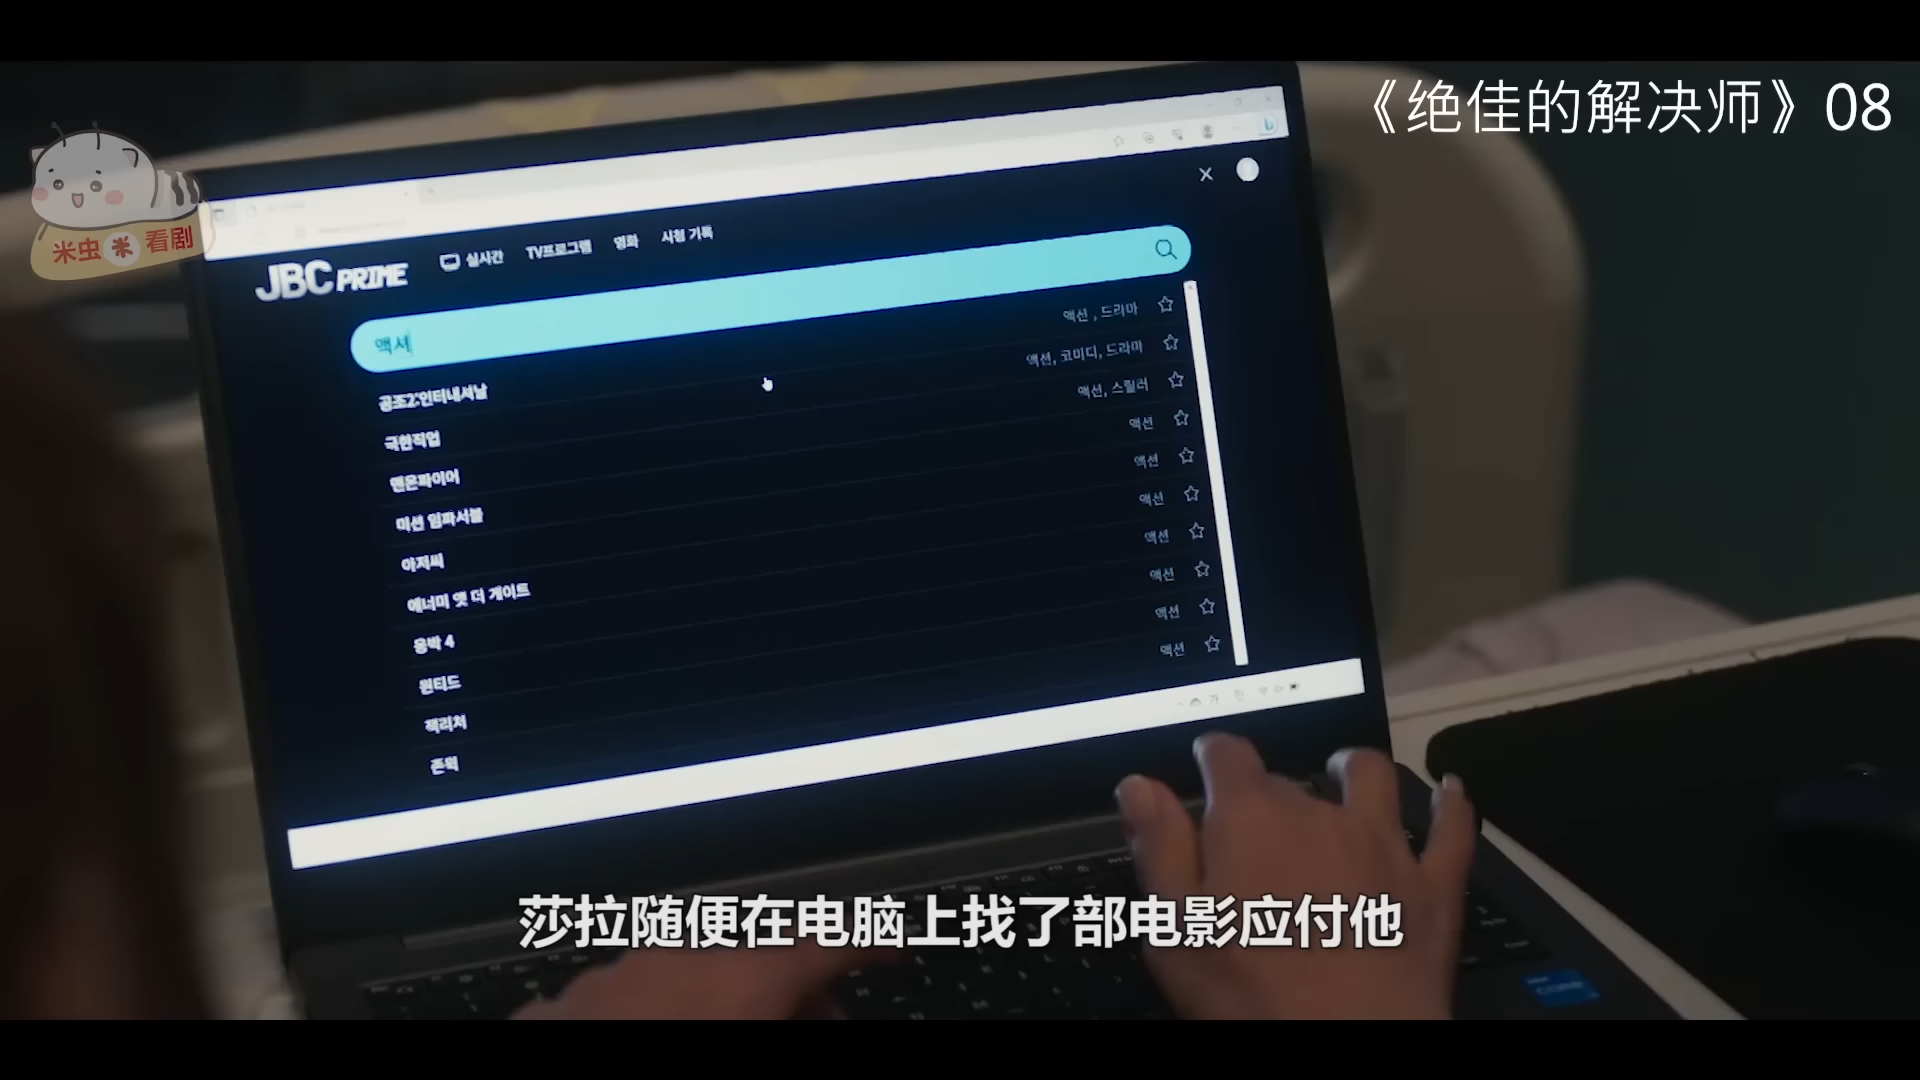 《绝佳的解决师》08
米虫米看剧
JBC PRIME
실시간 TV프로그램 영화 시청 기록
액셔
공조2:인터내셔날 액션 , 드라마
극한직업 액션, 코미디, 드라마
맨온파이어 액션, 스릴러
미션 임파서블 액션
아저씨 액션
에너미 앳 더 게이트 액션
옹박 4 액션
원티드 액션
잭리처 액션
존윅 액션
莎拉随便在电脑上找了部电影应付他
CORE